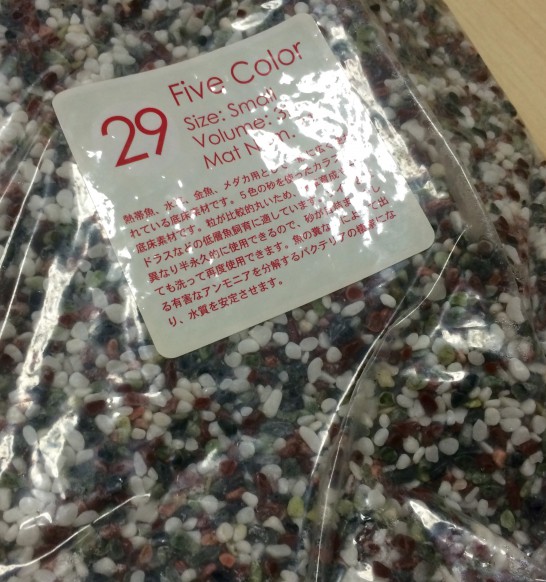 29
Five Color
Size: Small
Volume:
Mat
熱帯魚、水、金魚、メダカ用として
れている底床素材です。5色の砂を使ったカラフ
底床素材です。粒が比較的丸いため、
ドラスなどの低層魚飼育に適しています。
異なり半永久的に使用できるので、砂が
ても洗って再度使用できます。魚の糞などによって出
る有害なアンモニアを分解するバクテリアの棲家にな
り、水質を安定させます。